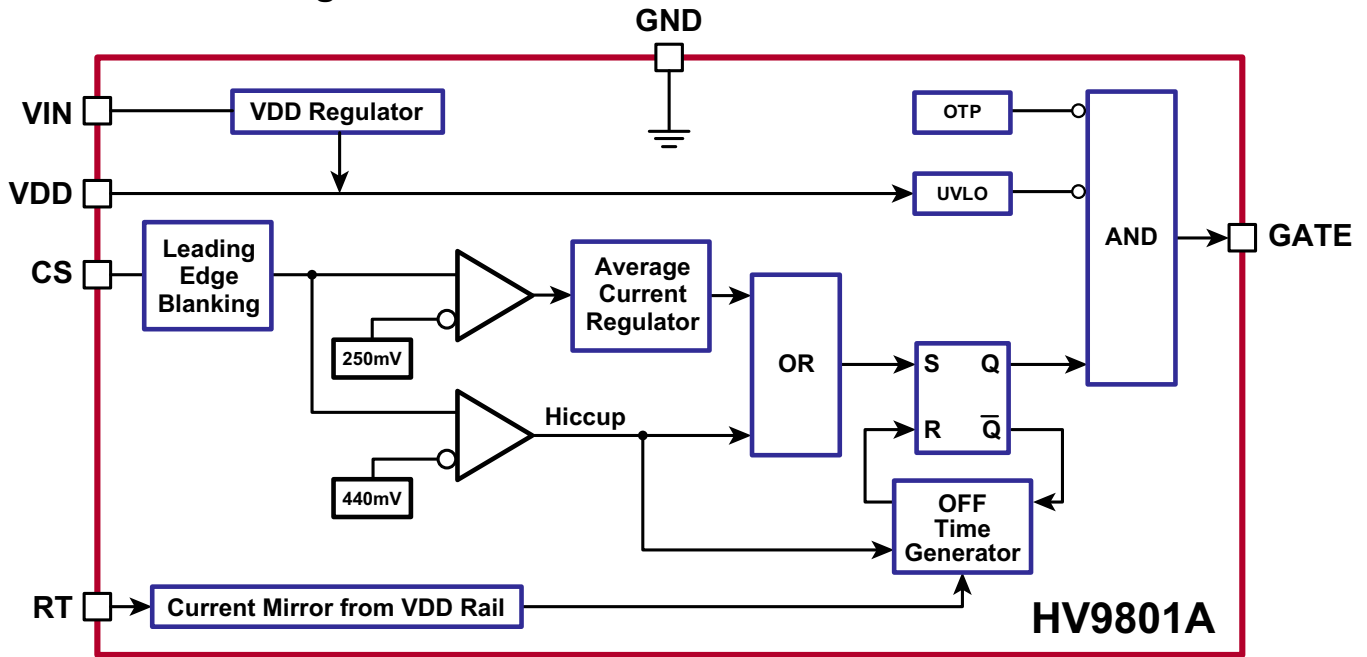 GND
VIN
VDD Regulator
OTP
VDD
UVLO
AND
GATE
CS
Leading
Edge
Blanking
250mV
Average
Current
Regulator
OR
S Q
R Q̅
Hiccup
440mV
OFF
Time
Generator
RT
Current Mirror from VDD Rail
HV9801A